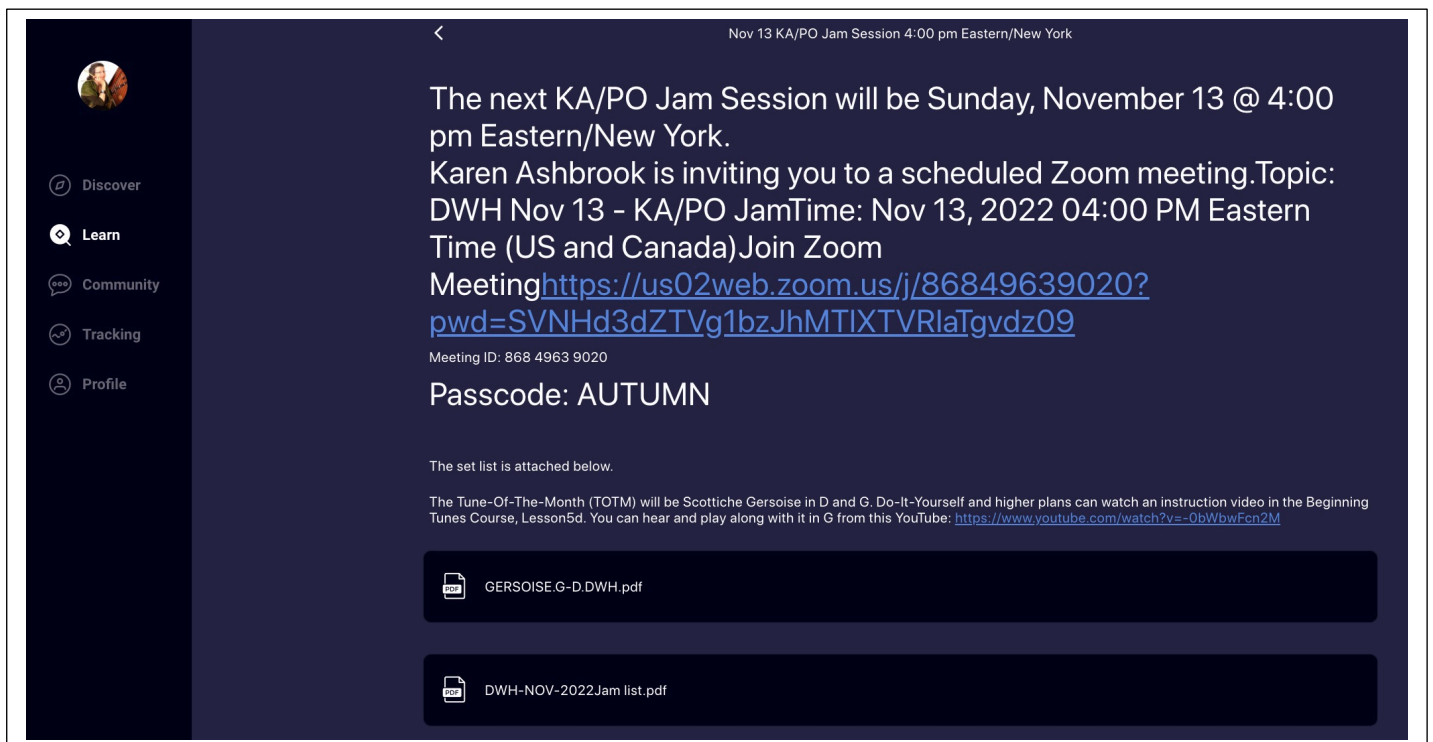 Nov 13 KA/PO Jam Session 4:00 pm Eastern/New York
Discover
Learn
Community
Tracking
Profile
The next KA/PO Jam Session will be Sunday, November 13 @ 4:00
pm Eastern/New York.
Karen Ashbrook is inviting you to a scheduled Zoom meeting.Topic:
DWH Nov 13 - KA/PO JamTime: Nov 13, 2022 04:00 PM Eastern
Time (US and Canada)Join Zoom
Meetinghttps://us02web.zoom.us/j/86849639020?
pwd=SVNHd3dZTVg1bzJhMTlXTVRlaTgvdz09
Meeting ID: 868 4963 9020
Passcode: AUTUMN
The set list is attached below.
The Tune-Of-The-Month (TOTM) will be Scottiche Gersoise in D and G. Do-It-Yourself and higher plans can watch an instruction video in the Beginning
Tunes Course, Lesson5d. You can hear and play along with it in G from this YouTube: https://www.youtube.com/watch?v=-0bWbwFcn2M
PDF
GERSOISE.G-D.DWH.pdf
PDF
DWH-NOV-2022Jam list.pdf